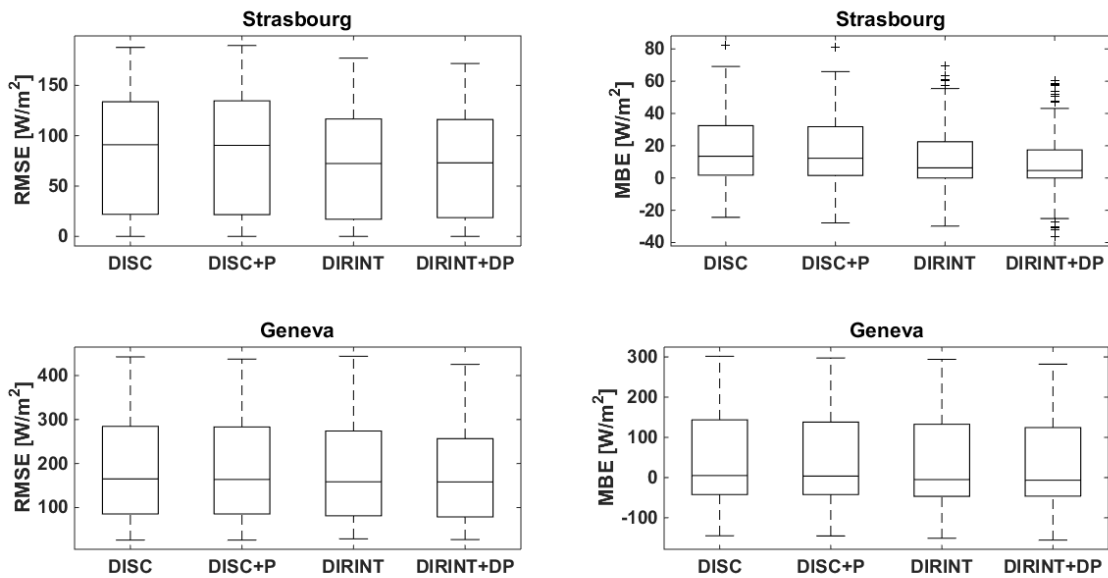 Strasbourg
RMSE [W/m²]
150
100
50
0
DISC DISC+P DIRINT DIRINT+DP
Strasbourg
MBE [W/m²]
80
60
40
20
0
-20
-40
DISC DISC+P DIRINT DIRINT+DP
Geneva
RMSE [W/m²]
400
300
200
100
DISC DISC+P DIRINT DIRINT+DP
Geneva
MBE [W/m²]
300
200
100
0
-100
DISC DISC+P DIRINT DIRINT+DP